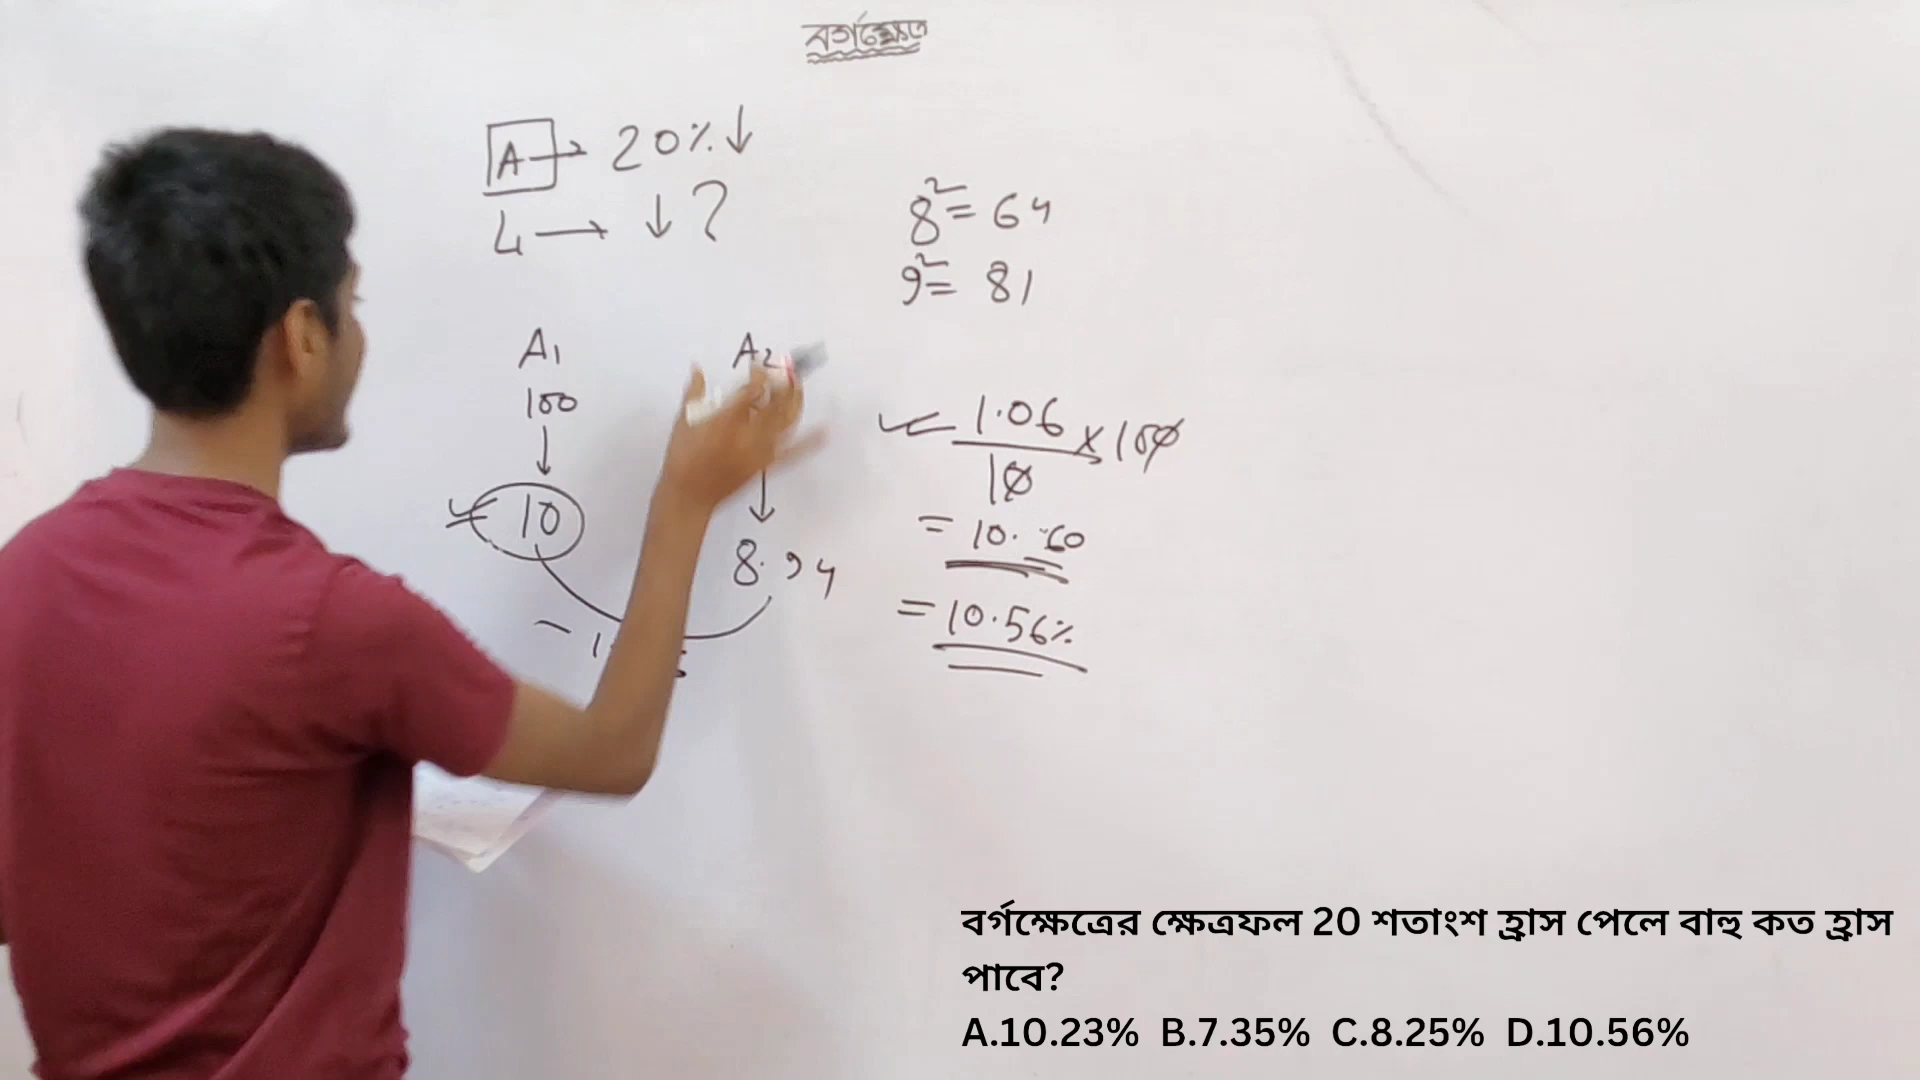 বর্গক্ষেত্র
A → 20% ↓
L → ↓ ?
8² = 64
9² = 81
A₁ A₂
100
↓ ↓
10 8.94
1.06 / 10 × 100
= 10.60
= 10.56%
বর্গক্ষেত্রের ক্ষেত্রফল 20 শতাংশ হ্রাস পেলে বাহু কত হ্রাস
পাবে?
A.10.23% B.7.35% C.8.25% D.10.56%